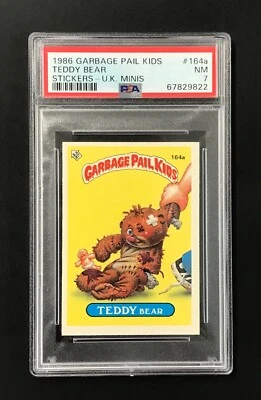 1986 GARBAGE PAIL KIDS #164a
TEDDY BEAR NM
STICKERS - U.K. MINIS PSA 7
67829822
164a
GARBAGE PAIL KIDS
TEDDY BEAR